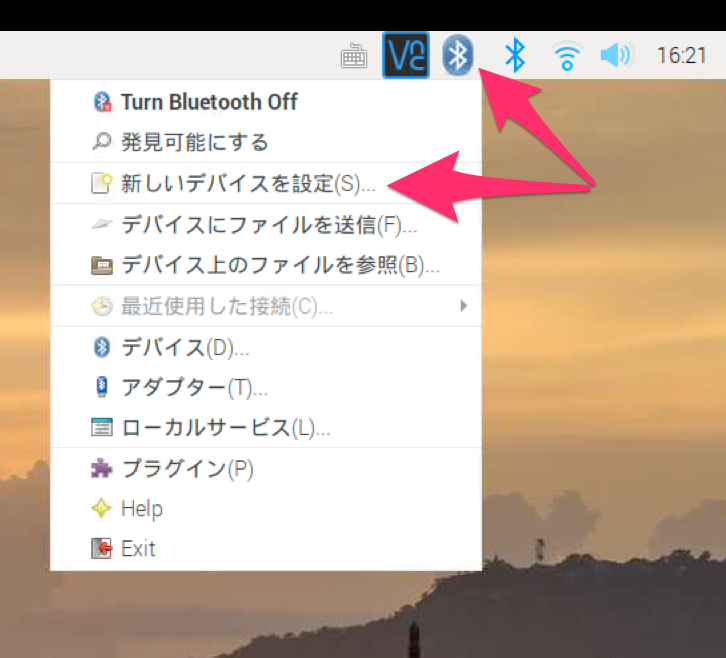 VNC
16:21
Turn Bluetooth Off
発見可能にする
新しいデバイスを設定(S)...
デバイスにファイルを送信(F)...
デバイス上のファイルを参照(B)...
最近使用した接続(C)...
デバイス(D)...
アダプター(T)...
ローカルサービス(L)...
プラグイン(P)
Help
Exit